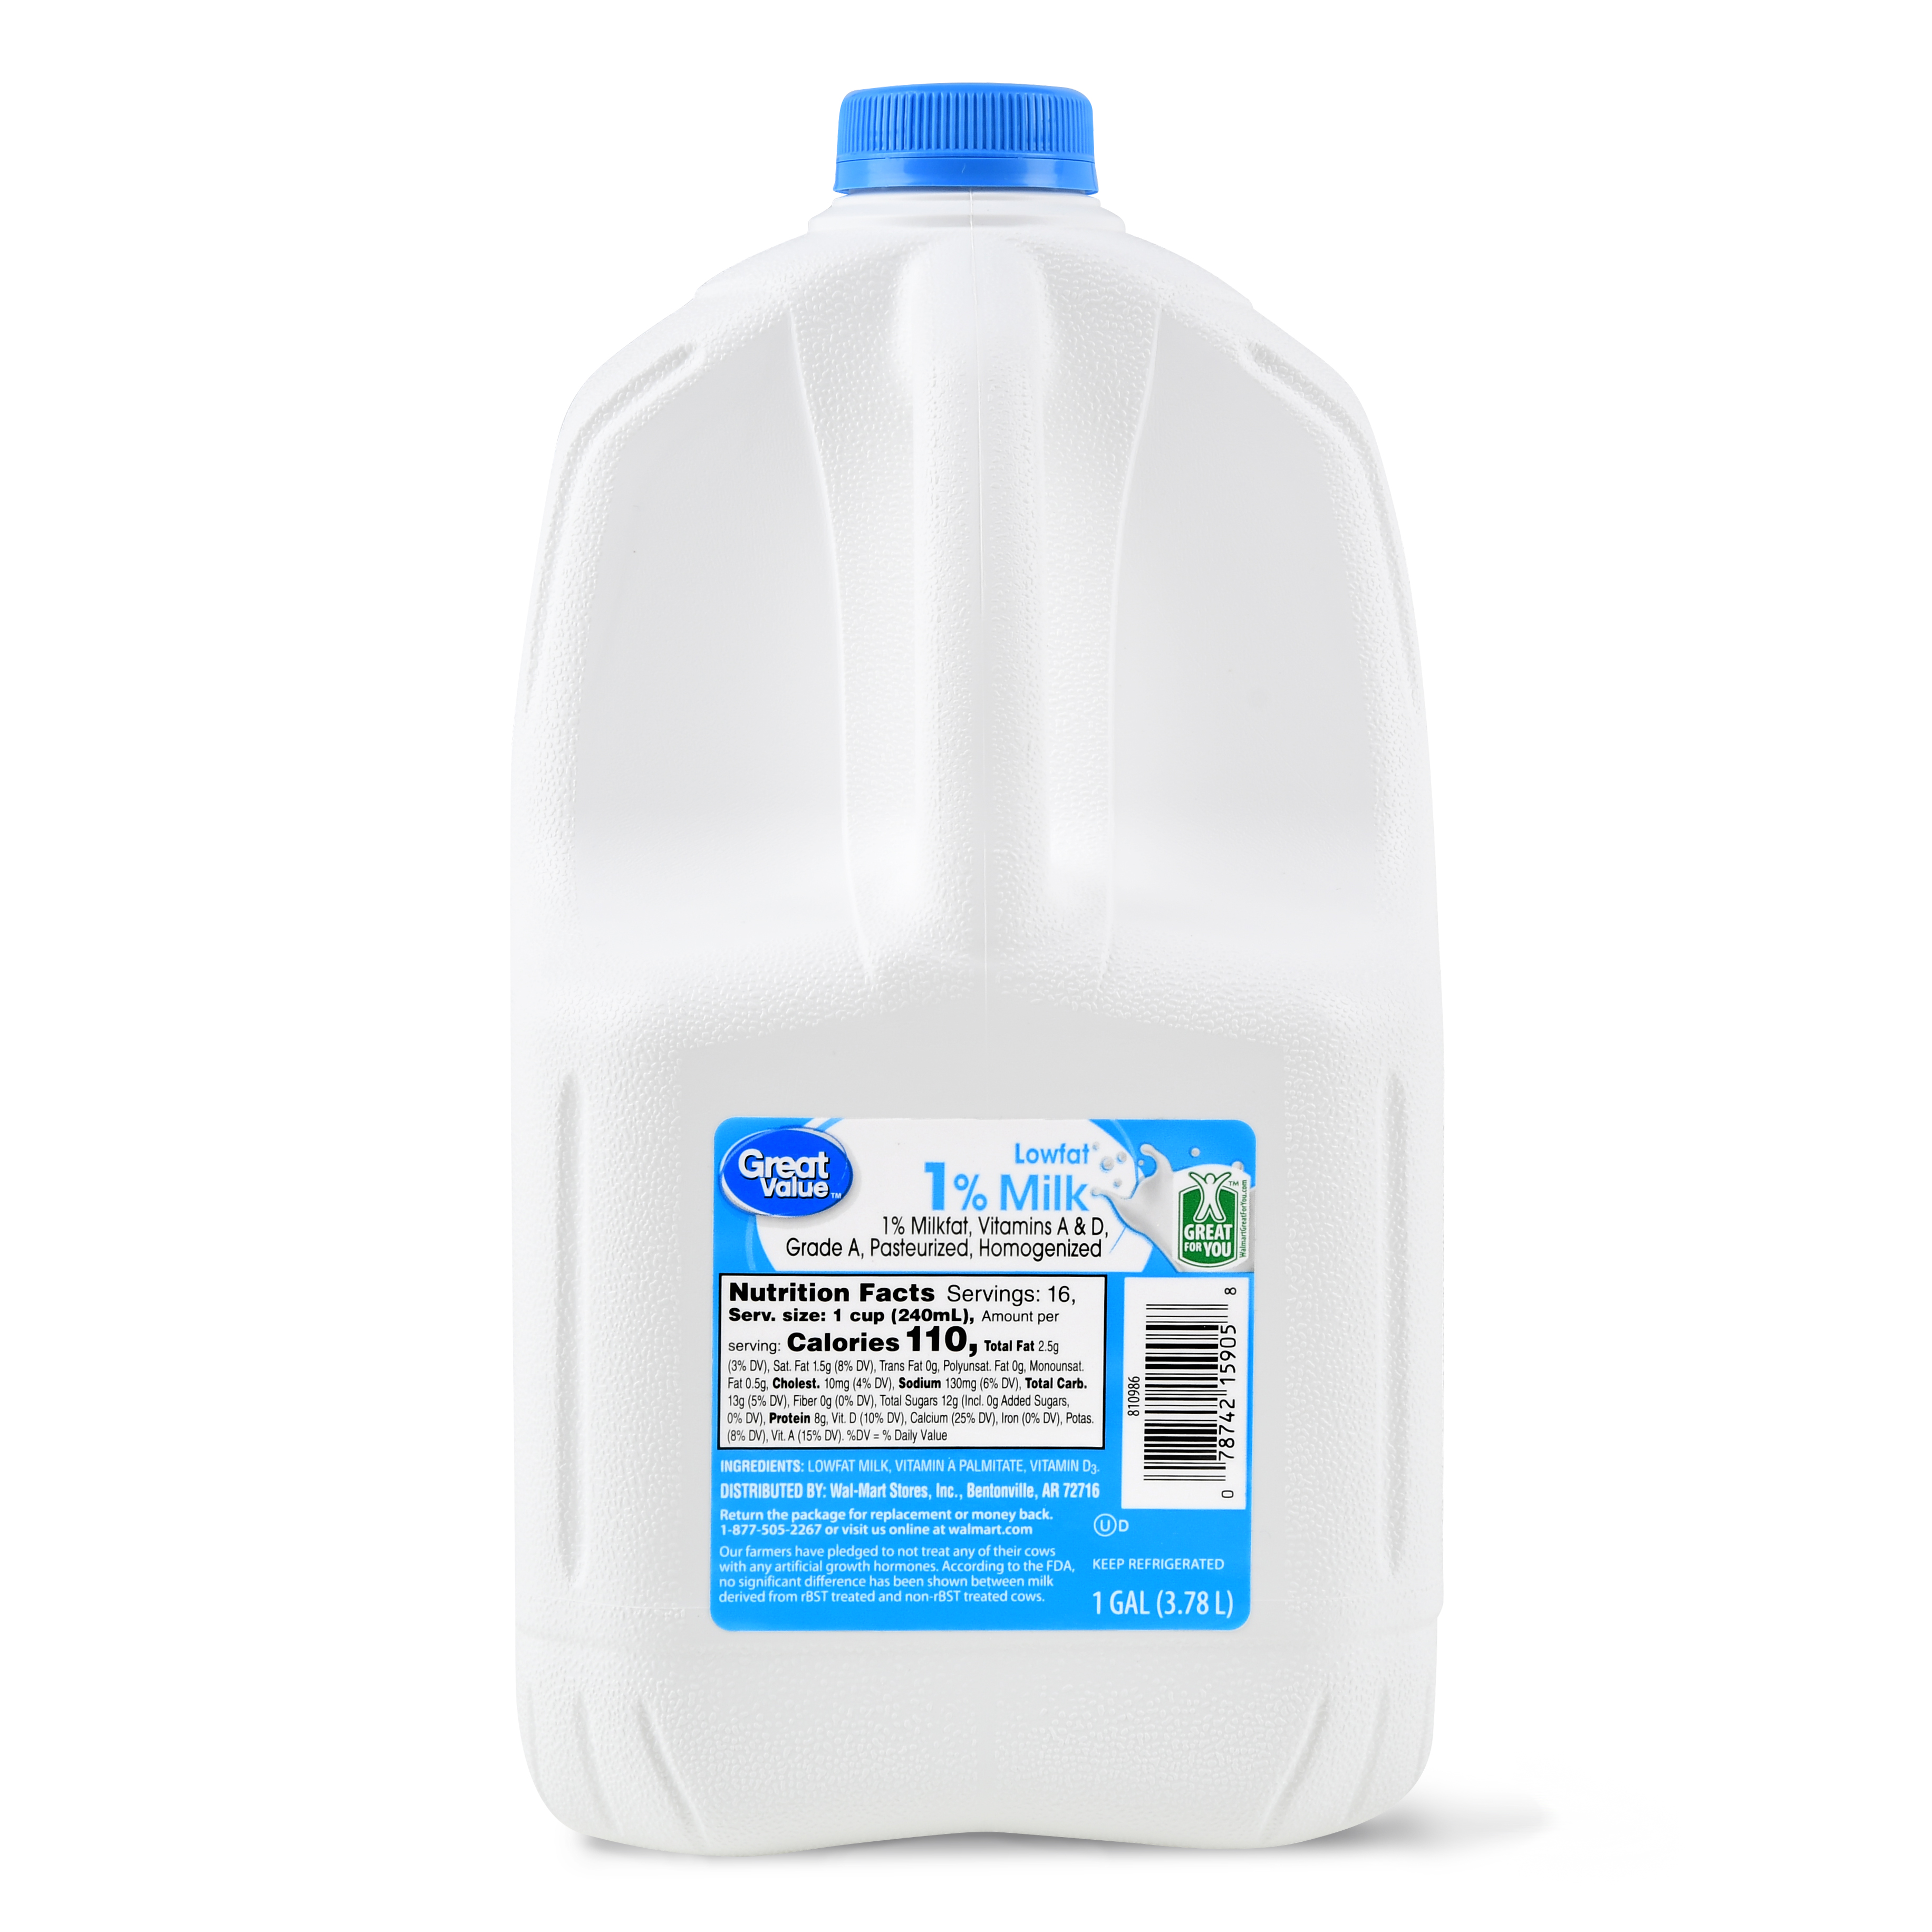 Great
Value™
Lowfat
1% Milk
1% Milkfat, Vitamins A & D,
Grade A, Pasteurized, Homogenized
™
GREAT
FOR YOU
WalmartGreatForYou.com
Nutrition Facts Servings: 16,
Serv. size: 1 cup (240mL), Amount per
serving: Calories 110, Total Fat 2.5g
(3% DV), Sat. Fat 1.5g (8% DV), Trans Fat 0g, Polyunsat. Fat 0g, Monounsat.
Fat 0.5g, Cholest. 10mg (4% DV), Sodium 130mg (6% DV), Total Carb.
13g (5% DV), Fiber 0g (0% DV), Total Sugars 12g (Incl. 0g Added Sugars,
0% DV), Protein 8g, Vit. D (10% DV), Calcium (25% DV), Iron (0% DV), Potas.
(8% DV), Vit. A (15% DV). %DV = % Daily Value
810986
0 78742 15905 8
INGREDIENTS: LOWFAT MILK, VITAMIN A PALMITATE, VITAMIN D3.
DISTRIBUTED BY: Wal-Mart Stores, Inc., Bentonville, AR 72716
Return the package for replacement or money back.
1-877-505-2267 or visit us online at walmart.com
Our farmers have pledged to not treat any of their cows
with any artificial growth hormones. According to the FDA,
no significant difference has been shown between milk
derived from rBST treated and non-rBST treated cows.
Ⓤ D
KEEP REFRIGERATED
1 GAL (3.78 L)